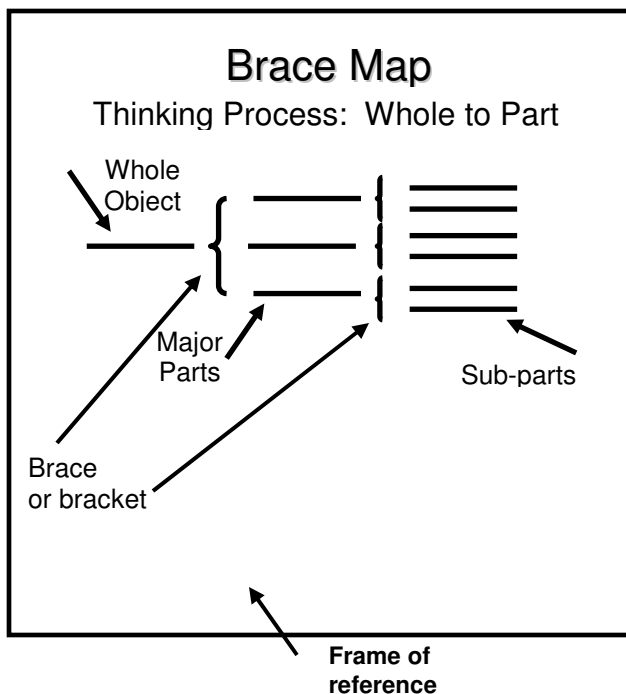 Brace Map
Thinking Process: Whole to Part
Whole
Object
Major
Parts
Sub-parts
Brace
or bracket
Frame of
reference